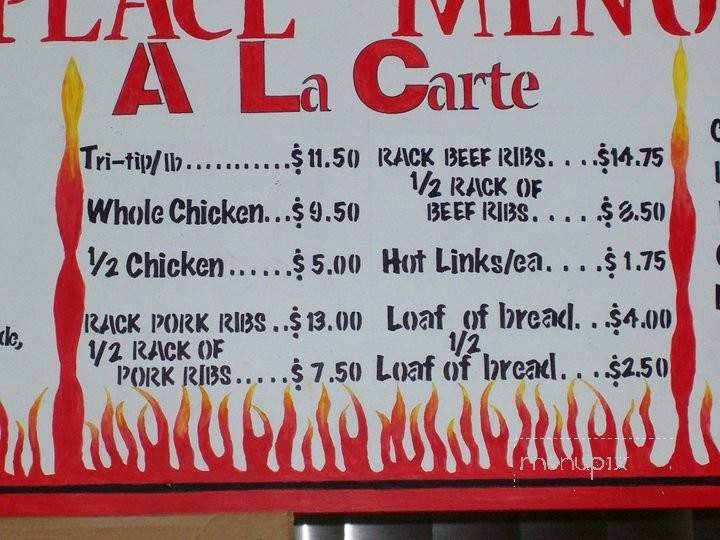 PLACE MENU
A La Carte
Tri-tip/lb...........$ 11.50
Whole Chicken...$ 9.50
1/2 Chicken......$ 5.00
RACK PORK RIBS..$ 13.00
1/2 RACK OF
PORK RIBS.....$ 7.50
RACK BEEF RIBS....$14.75
1/2 RACK OF
BEEF RIBS.....$ 8.50
Hot Links/ea....$ 1.75
Loaf of bread...$4.00
1/2
Loaf of bread...$2.50
menupix